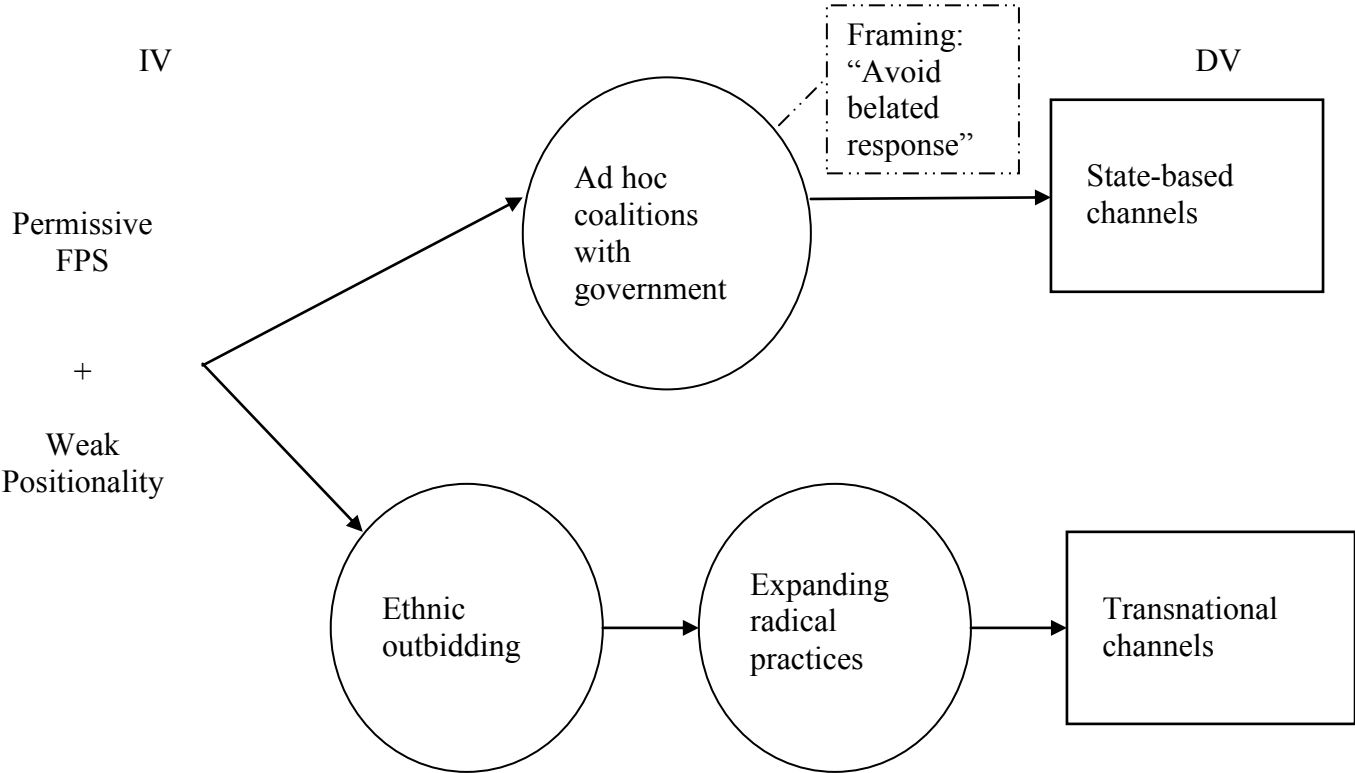 IV
Permissive
FPS
+
Weak
Positionality
Ad hoc
coalitions
with
government
Framing:
“Avoid
belated
response”
DV
State-based
channels
Ethnic
outbidding
Expanding
radical
practices
Transnational
channels